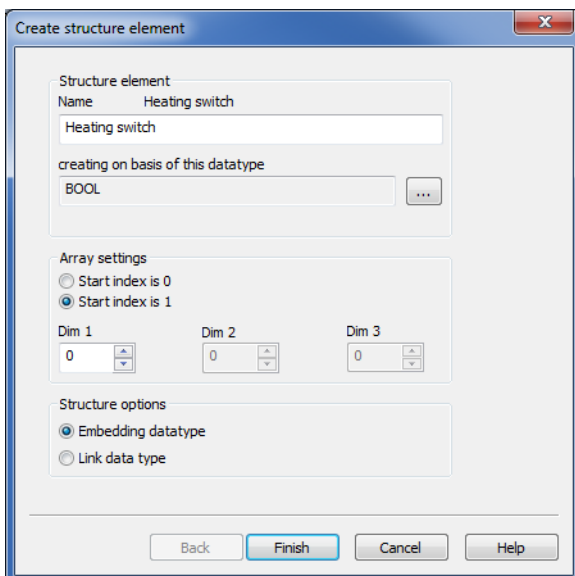 Create structure element
Structure element
Name Heating switch
Heating switch
creating on basis of this datatype
BOOL
...
Array settings
Start index is 0
Start index is 1
Dim 1 Dim 2 Dim 3
0 0 0
Structure options
Embedding datatype
Link data type
Back Finish Cancel Help